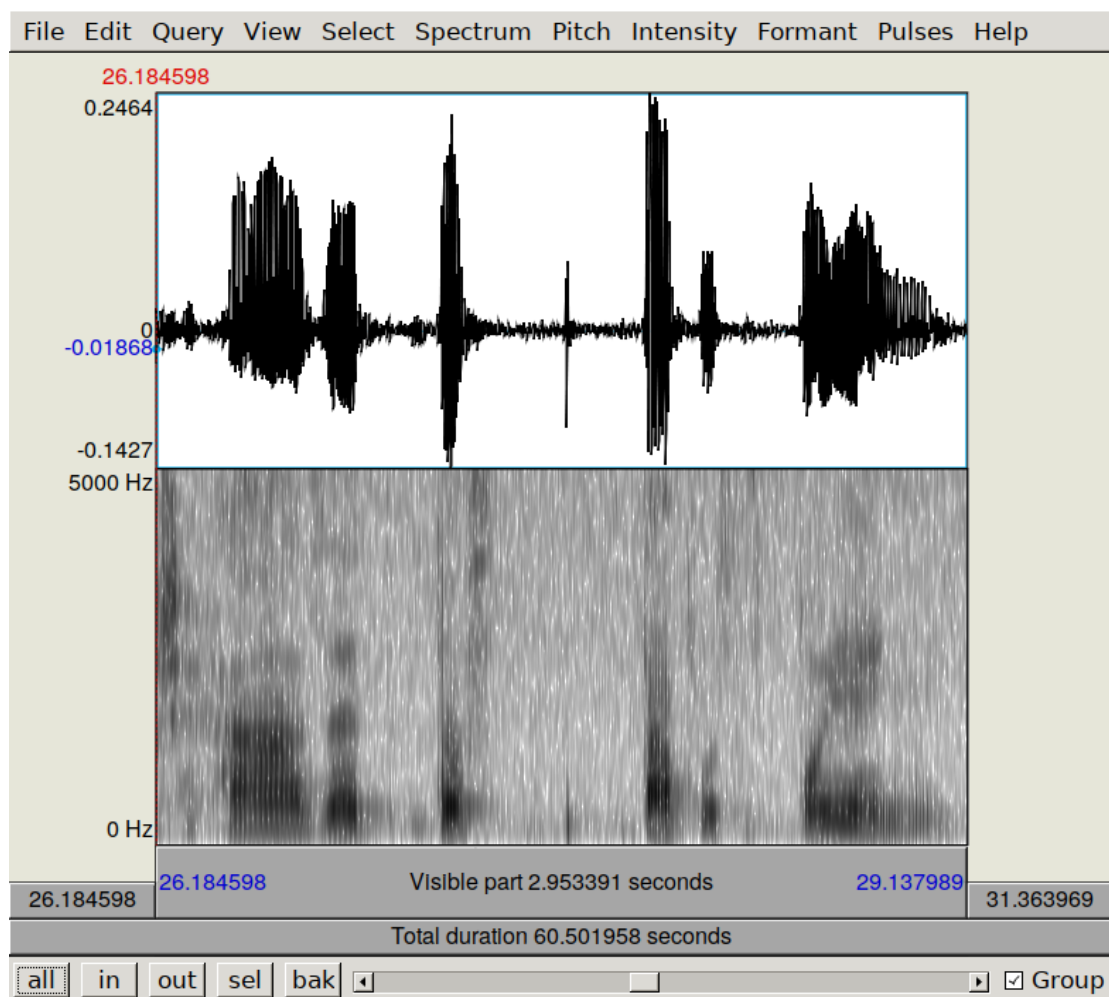 File Edit Query View Select Spectrum Pitch Intensity Formant Pulses Help
26.184598
0.2464
0
-0.01868
-0.1427
5000 Hz
0 Hz
26.184598 Visible part 2.953391 seconds 29.137989
26.184598 31.363969
Total duration 60.501958 seconds
all in out sel bak Group